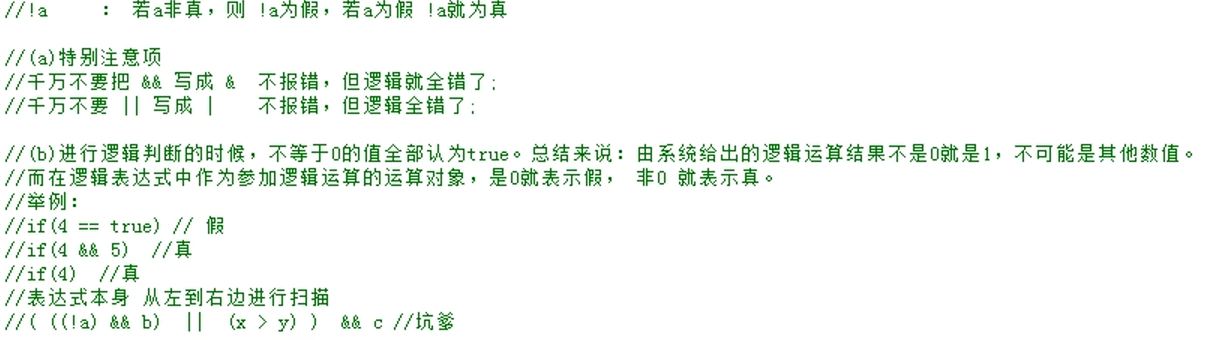 //!a : 若a非真，则 !a为假，若a为假 !a就为真
//(a)特别注意项
//千万不要把 && 写成 & 不报错，但逻辑就全错了;
//千万不要 || 写成 | 不报错，但逻辑全错了;
//(b)进行逻辑判断的时候，不等于0的值全部认为true。总结来说：由系统给出的逻辑运算结果不是0就是1，不可能是其他数值。
//而在逻辑表达式中作为参加逻辑运算的运算对象，是0就表示假， 非0 就表示真。
//举例：
//if(4 == true) // 假
//if(4 && 5) //真
//if(4) //真
//表达式本身 从左到右边进行扫描
//( ((!a) && b) || (x > y) ) && c //坑爹